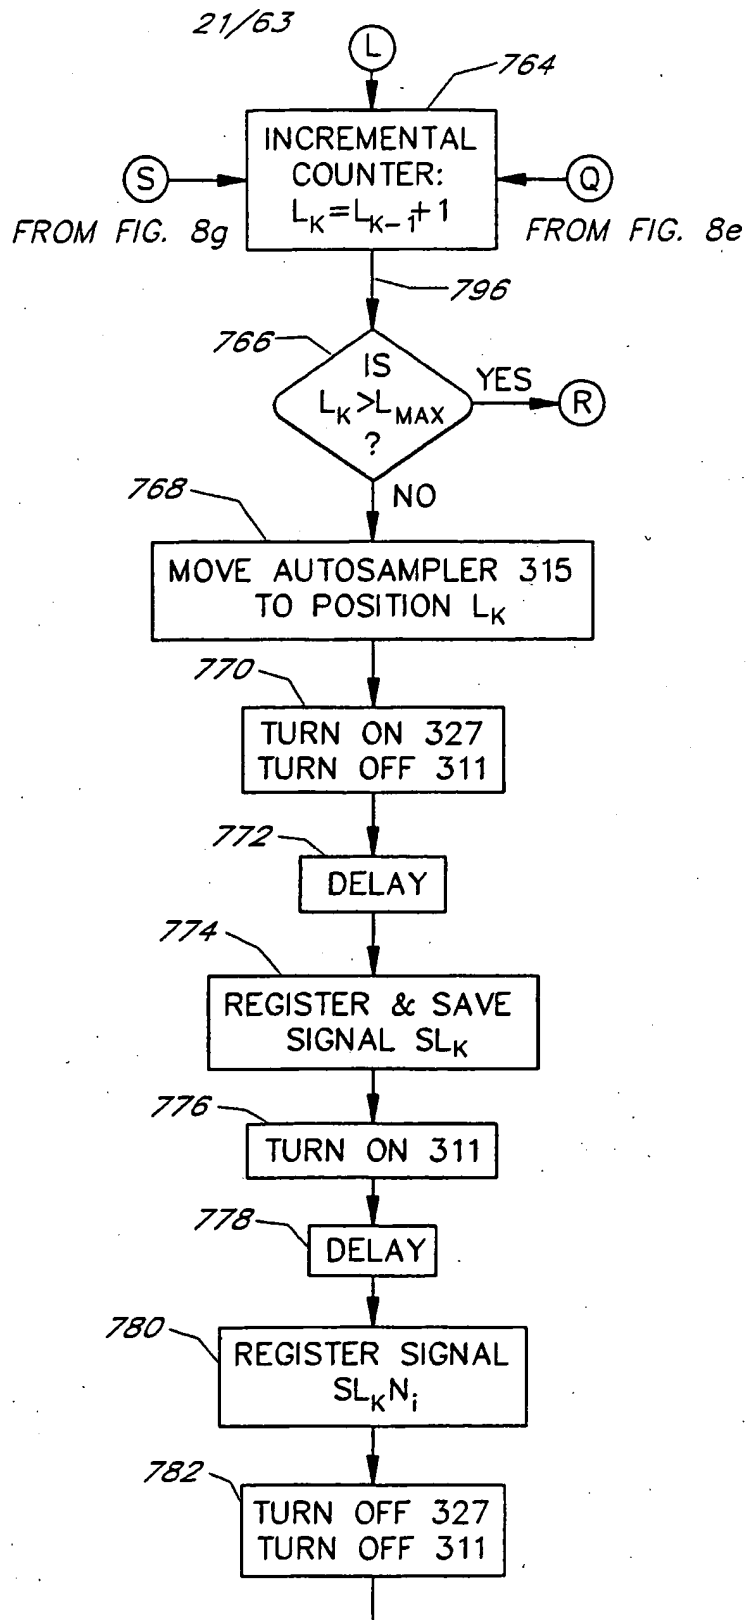 21/63
L
764
INCREMENTAL
COUNTER:
L_K=L_{K-1}+1
S
Q
FROM FIG. 8g
FROM FIG. 8e
796
766
IS
L_K>L_MAX
?
YES
R
NO
768
MOVE AUTOSAMPLER 315
TO POSITION L_K
770
TURN ON 327
TURN OFF 311
772
DELAY
774
REGISTER & SAVE
SIGNAL SL_K
776
TURN ON 311
778
DELAY
780
REGISTER SIGNAL
SL_KN_i
782
TURN OFF 327
TURN OFF 311